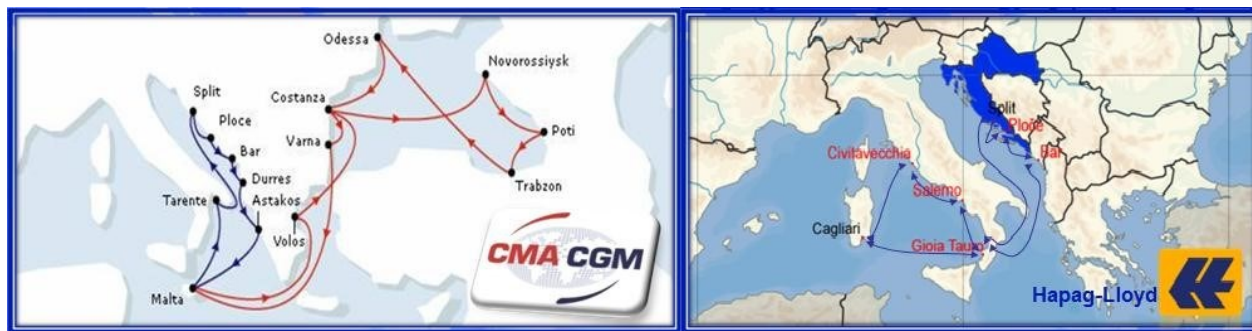 Odessa
Novorossiysk
Split
Costanza
Ploce
Varna
Poti
Bar
Durres
Trabzon
Tarente
Astakos
Volos
Malta
CMA CGM
Split
Ploče
Bar
Civitavecchia
Salerno
Cagliari
Gioia Tauro
Hapag-Lloyd